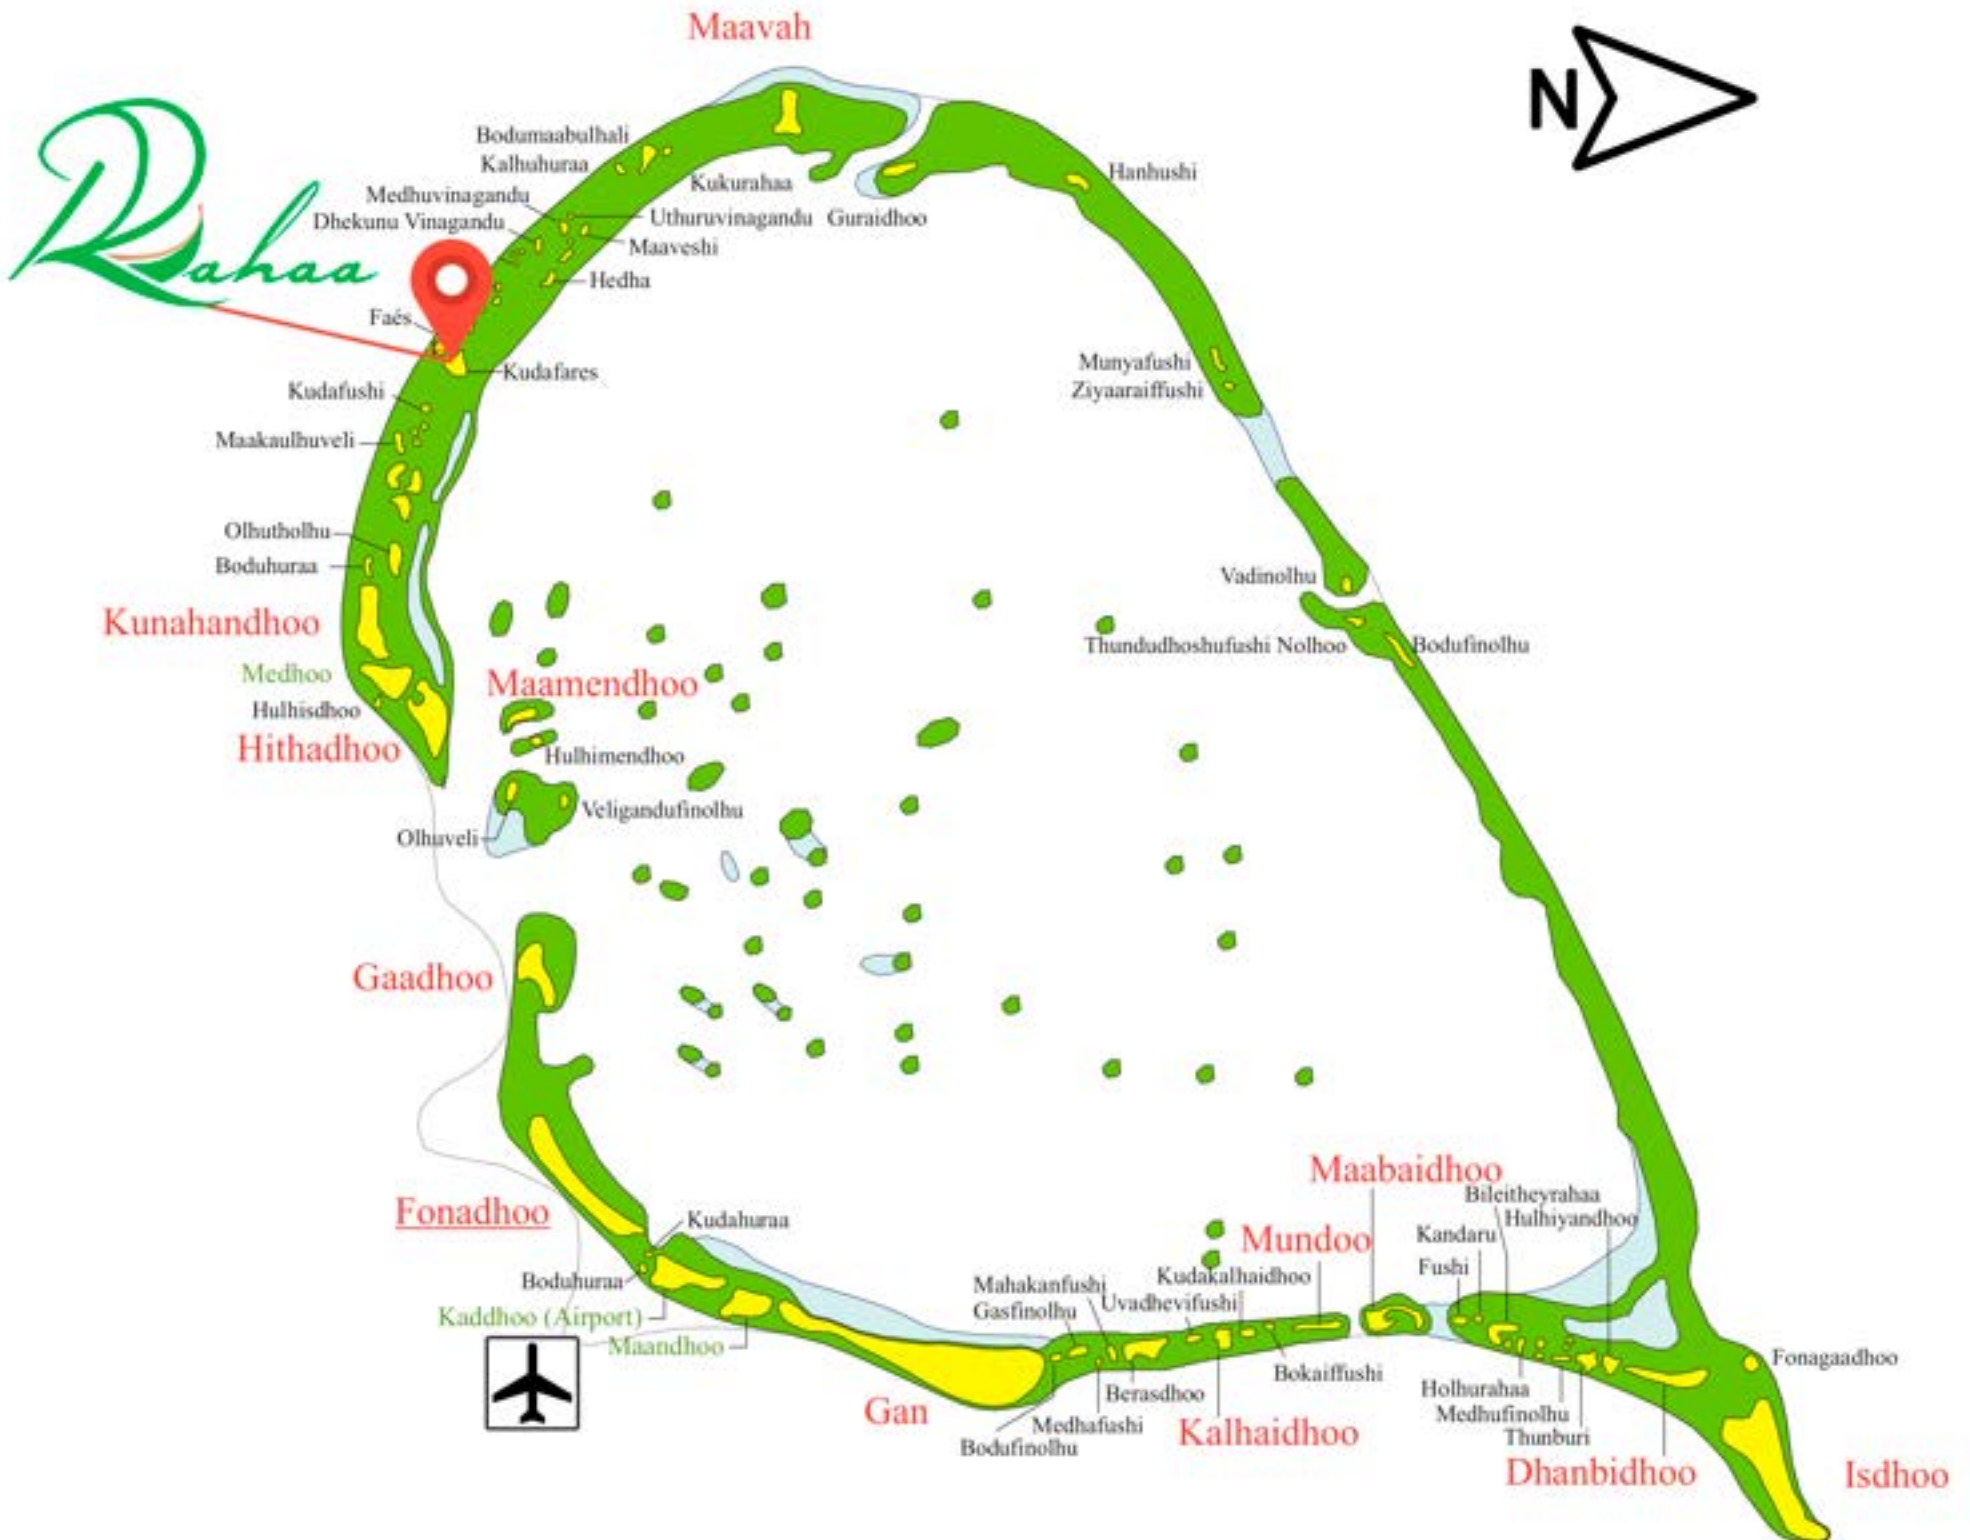 Maavah
N
Rahaa
Bodumaabulhali
Kalhuhuraa
Kukurahaa
Medhuvinagandu
Dhekunu Vinagandu
Uthuruvinagandu
Guraidhoo
Maaveshi
Hedha
Hanhushi
Faés
Kudafares
Kudafushi
Maakaulhuveli
Munyafushi
Ziyaaraiffushi
Olhutholhu
Boduhuraa
Kunahandhoo
Medhoo
Hulhisdhoo
Hithadhoo
Vadinolhu
Thundudhoshufushi Nolhoo
Bodufinolhu
Maamendhoo
Hulhimendhoo
Veligandufinolhu
Olhuveli
Gaadhoo
Fonadhoo
Kudahuraa
Boduhuraa
Kaddhoo (Airport)
Maandhoo
Gan
Mahakanfushi
Gasfinolhu
Uvadhevifushi
Kudakalhaidhoo
Mundoo
Maabaidhoo
Bileitheyrahaa
Hulhiyandhoo
Kandaru
Fushi
Bokaiffushi
Berasdhoo
Medhafushi
Bodufinolhu
Kalhaidhoo
Holhurahaa
Medhufinolhu
Thunburi
Dhanbidhoo
Fonagaadhoo
Isdhoo